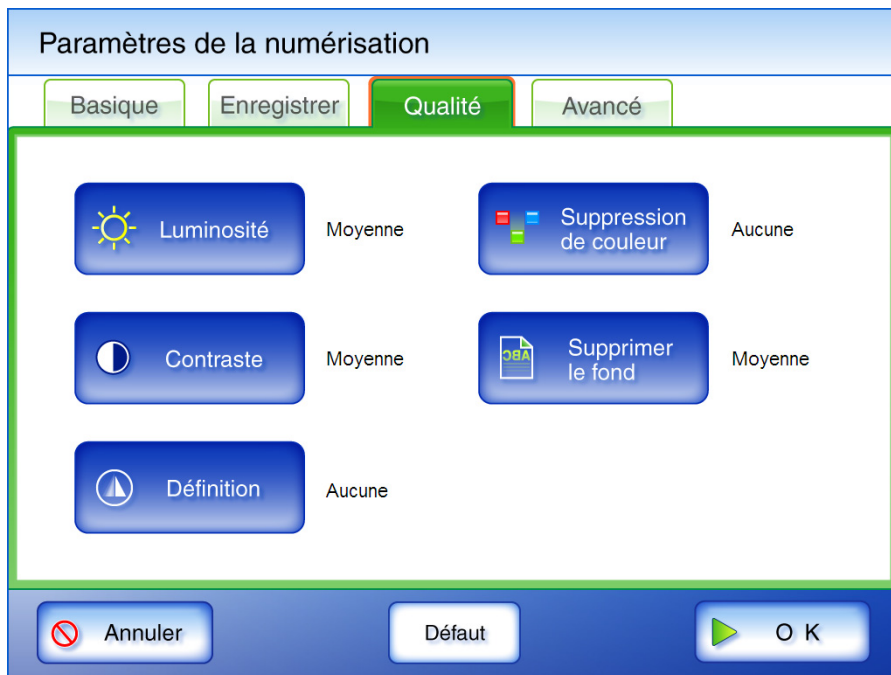 Paramètres de la numérisation
Basique
Enregistrer
Qualité
Avancé
Luminosité
Moyenne
Suppression
de couleur
Aucune
Contraste
Moyenne
ABC
Supprimer
le fond
Moyenne
Définition
Aucune
Annuler
Défaut
O K